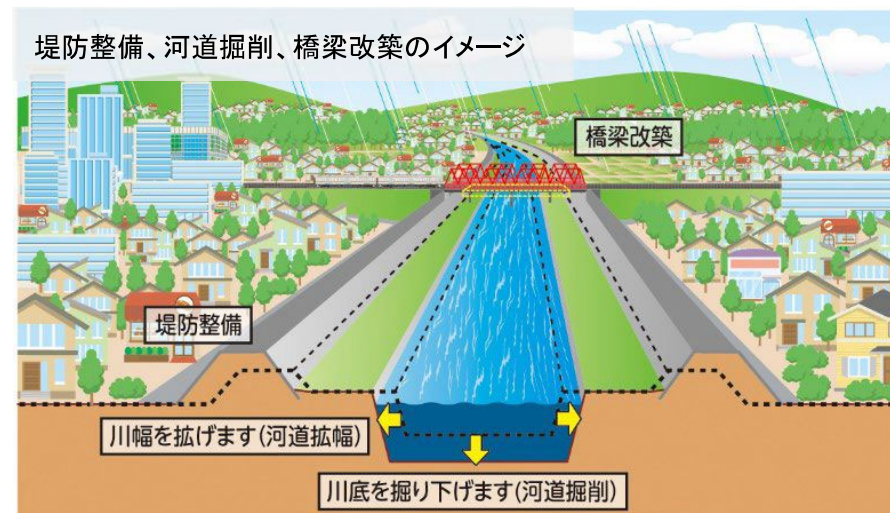 堤防整備、河道掘削、橋梁改築のイメージ
橋梁改築
堤防整備
川幅を拡げます(河道拡幅)
川底を掘り下げます(河道掘削)